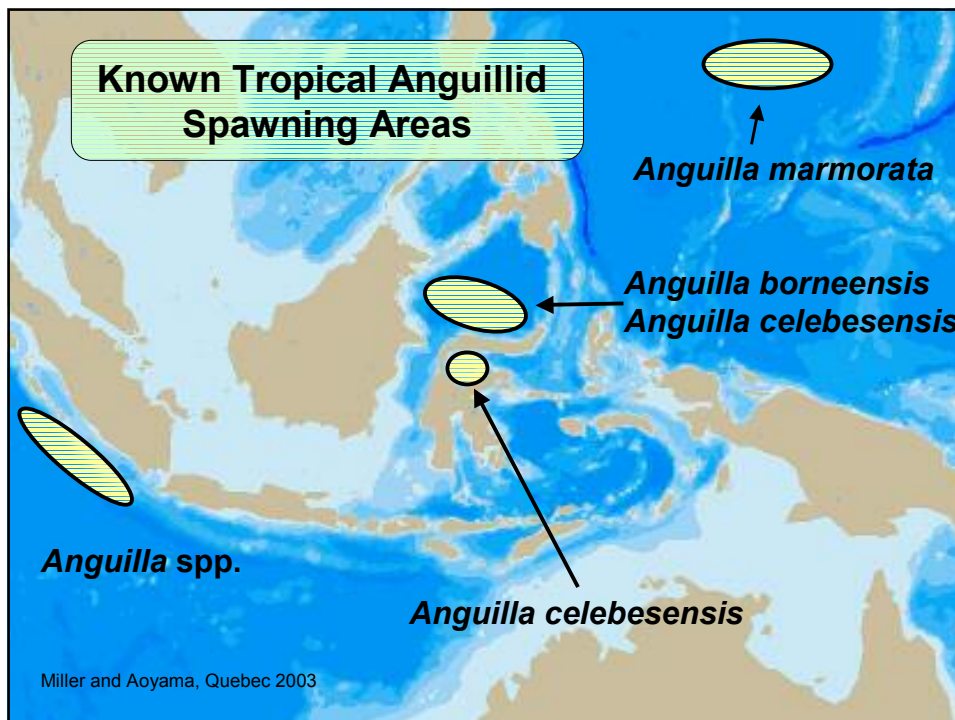 Known Tropical Anguillid
Spawning Areas
Anguilla marmorata
Anguilla borneensis
Anguilla celebesensis
Anguilla spp.
Anguilla celebesensis
Miller and Aoyama, Quebec 2003